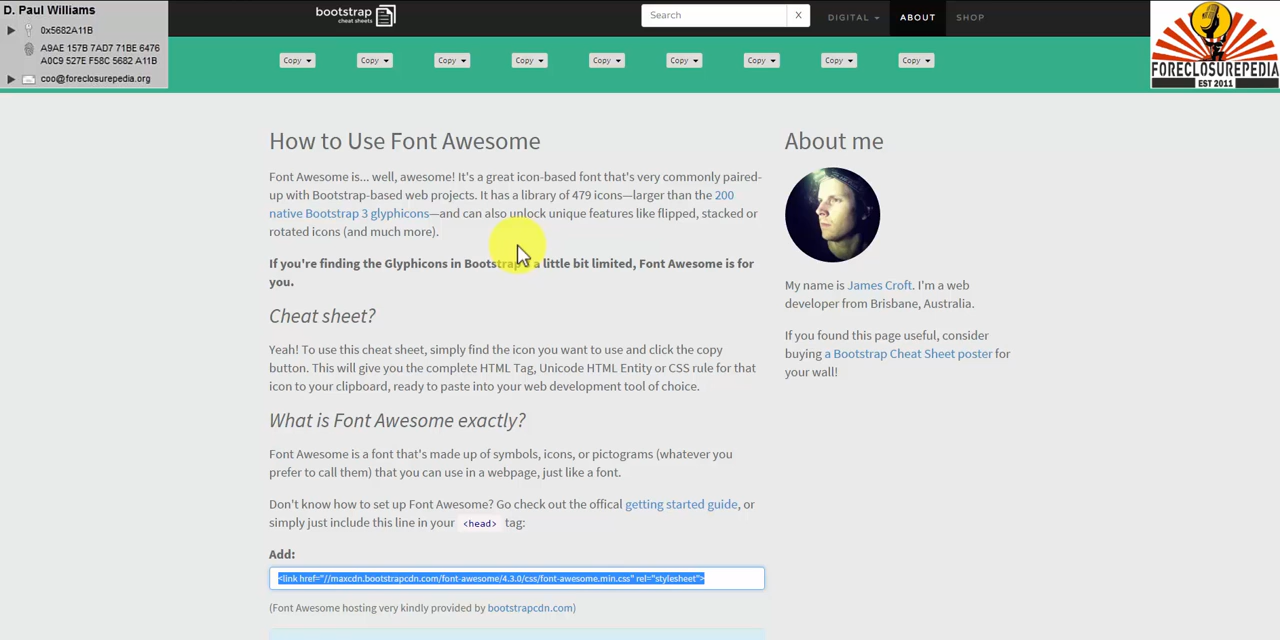 D. Paul Williams
0x5682A11B
A9AE 157B 7AD7 71BE 6476
A0C9 527E F58C 5682 A11B
coo@foreclosurepedia.org
bootstrap
cheat sheets
Search
X
DIGITAL
ABOUT
SHOP
FORECLOSUREPEDIA
EST 2011
Copy
Copy
Copy
Copy
Copy
Copy
Copy
Copy
Copy
How to Use Font Awesome
Font Awesome is... well, awesome! It's a great icon-based font that's very commonly paired-
up with Bootstrap-based web projects. It has a library of 479 icons—larger than the 200
native Bootstrap 3 glyphicons—and can also unlock unique features like flipped, stacked or
rotated icons (and much more).
If you're finding the Glyphicons in Bootstrap 3 a little bit limited, Font Awesome is for
you.
Cheat sheet?
Yeah! To use this cheat sheet, simply find the icon you want to use and click the copy
button. This will give you the complete HTML Tag, Unicode HTML Entity or CSS rule for that
icon to your clipboard, ready to paste into your web development tool of choice.
What is Font Awesome exactly?
Font Awesome is a font that's made up of symbols, icons, or pictograms (whatever you
prefer to call them) that you can use in a webpage, just like a font.
Don't know how to set up Font Awesome? Go check out the offical getting started guide, or
simply just include this line in your <head> tag:
Add:
<link href="//maxcdn.bootstrapcdn.com/font-awesome/4.3.0/css/font-awesome.min.css" rel="stylesheet">
(Font Awesome hosting very kindly provided by bootstrapcdn.com)
About me
My name is James Croft. I'm a web
developer from Brisbane, Australia.
If you found this page useful, consider
buying a Bootstrap Cheat Sheet poster for
your wall!